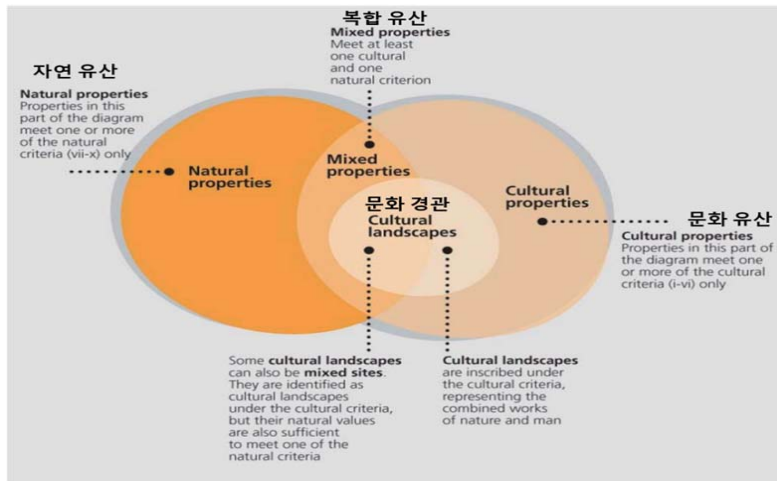 복합 유산
Mixed properties
Meet at least
one cultural
and one
natural criterion
자연 유산
Natural properties
Properties in this
part of the diagram
meet one or more
of the natural
criteria (vii-x) only
Natural
properties
Mixed
properties
문화 경관
Cultural
landscapes
Cultural
properties
문화 유산
Cultural properties
Properties in this part of
the diagram meet one
or more of the cultural
criteria (i-vi) only
Some cultural landscapes
can also be mixed sites.
They are identified as
cultural landscapes
under the cultural criteria,
but their natural values
are also sufficient
to meet one of the
natural criteria
Cultural landscapes
are inscribed under
the cultural criteria,
representing the
combined works
of nature and man